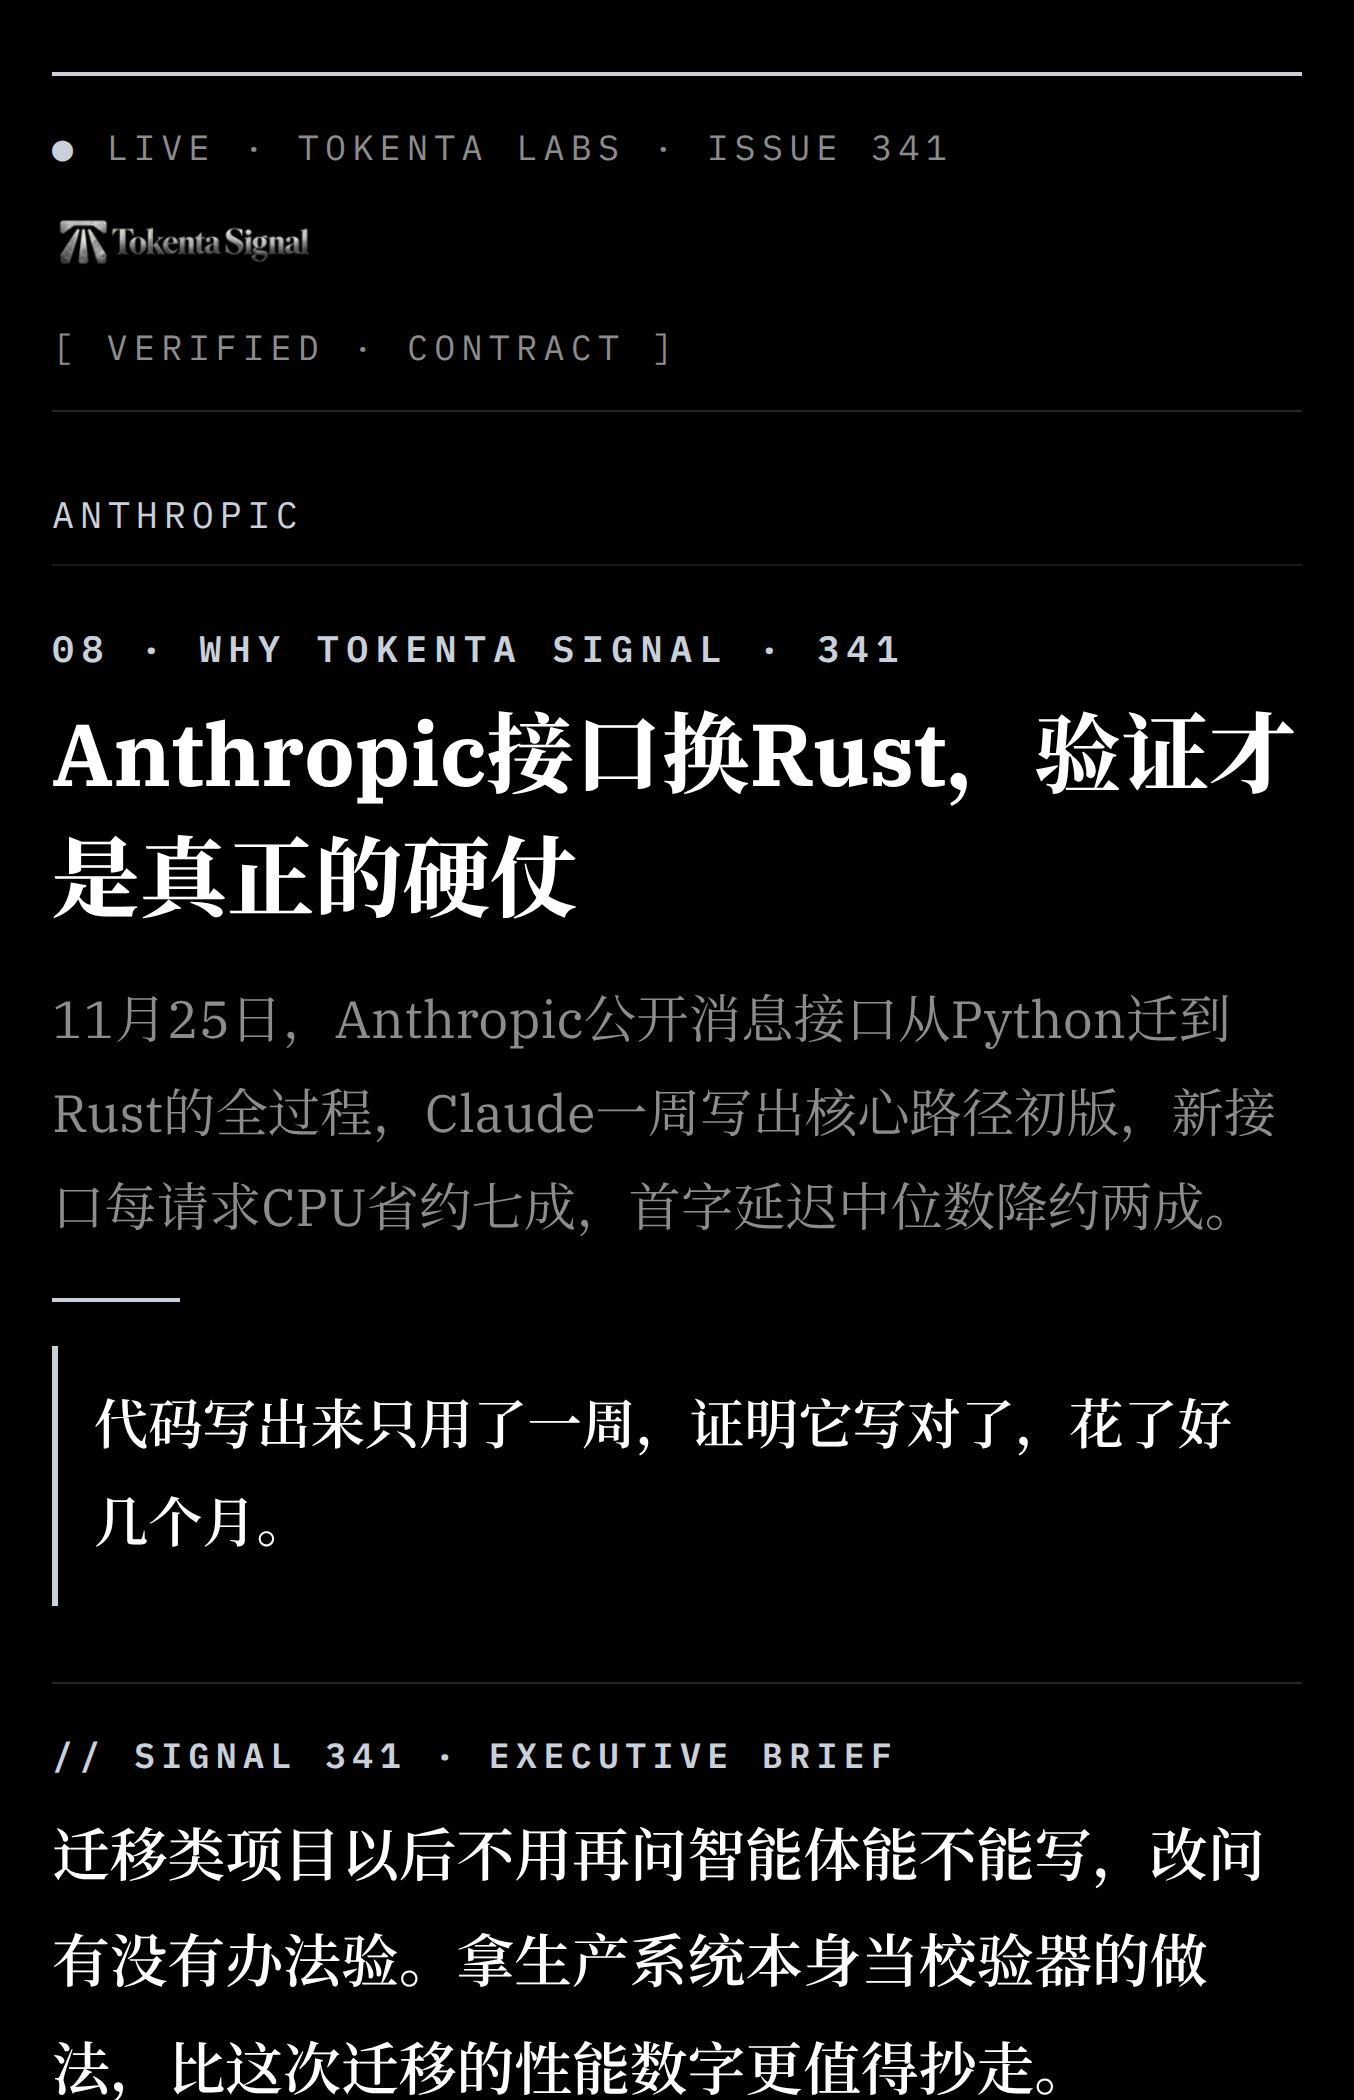 ● LIVE · TOKENTA LABS · ISSUE 341
Tokenta Signal
[ VERIFIED · CONTRACT ]
ANTHROPIC
08 · WHY TOKENTA SIGNAL · 341
Anthropic接口换Rust，验证才
是真正的硬仗
11月25日，Anthropic公开消息接口从Python迁到
Rust的全过程，Claude一周写出核心路径初版，新接
口每请求CPU省约七成，首字延迟中位数降约两成。
代码写出来只用了一周，证明它写对了，花了好
几个月。
// SIGNAL 341 · EXECUTIVE BRIEF
迁移类项目以后不用再问智能体能不能写，改问
有没有办法验。拿生产系统本身当校验器的做
法，比这次迁移的性能数字更值得抄走。